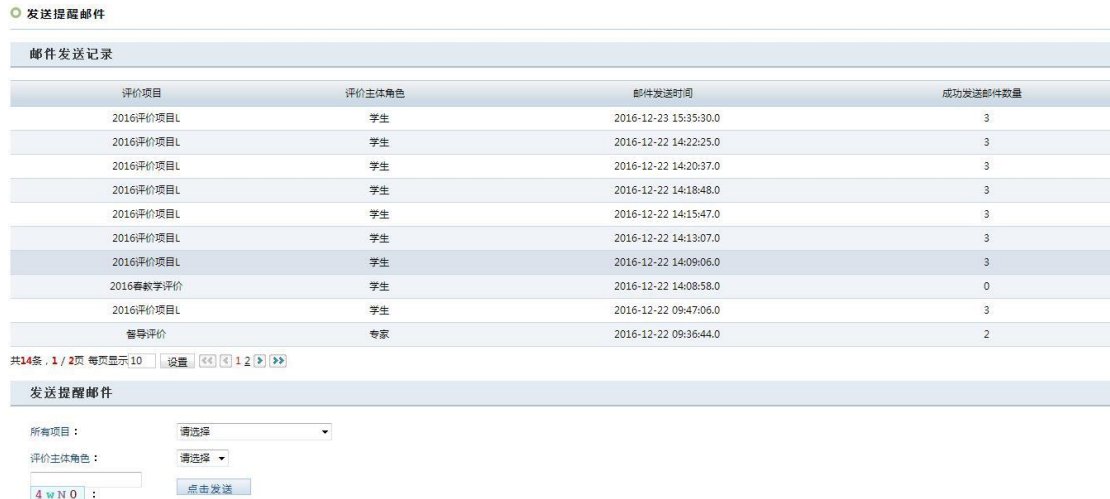 发送提醒邮件
邮件发送记录
评价项目 评价主体角色 邮件发送时间 成功发送邮件数量
2016评价项目L 学生 2016-12-23 15:35:30.0 3
2016评价项目L 学生 2016-12-22 14:22:25.0 3
2016评价项目L 学生 2016-12-22 14:20:37.0 3
2016评价项目L 学生 2016-12-22 14:18:48.0 3
2016评价项目L 学生 2016-12-22 14:15:47.0 3
2016评价项目L 学生 2016-12-22 14:13:07.0 3
2016评价项目L 学生 2016-12-22 14:09:06.0 3
2016春教学评价 学生 2016-12-22 14:08:58.0 0
2016评价项目L 学生 2016-12-22 09:47:06.0 3
督导评价 专家 2016-12-22 09:36:44.0 2
共14条，1 / 2页 每页显示 10 设置 1 2
发送提醒邮件
所有项目： 请选择
评价主体角色： 请选择
4wN0 ： 点击发送